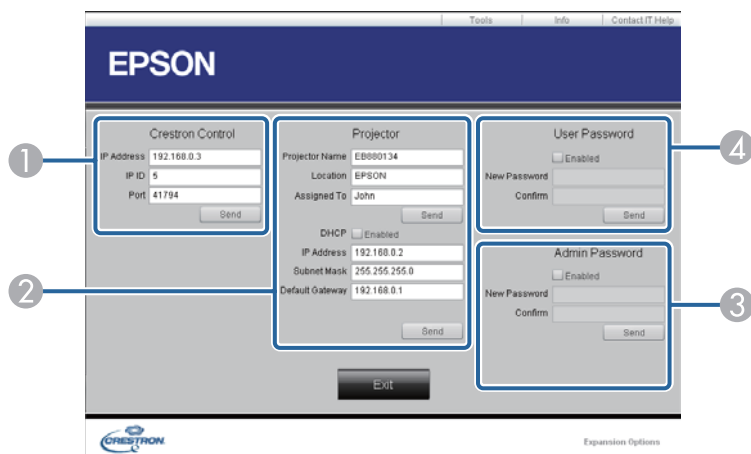 Tools Info Contact IT Help
EPSON
1
Crestron Control
IP Address 192.168.0.3
IP ID 5
Port 41794
Send
2
Projector
Projector Name EB880134
Location EPSON
Assigned To John
Send
DHCP Enabled
IP Address 192.168.0.2
Subnet Mask 255.255.255.0
Default Gateway 192.168.0.1
Send
4
User Password
Enabled
New Password
Confirm
Send
3
Admin Password
Enabled
New Password
Confirm
Send
Exit
CRESTRON
Expansion Options